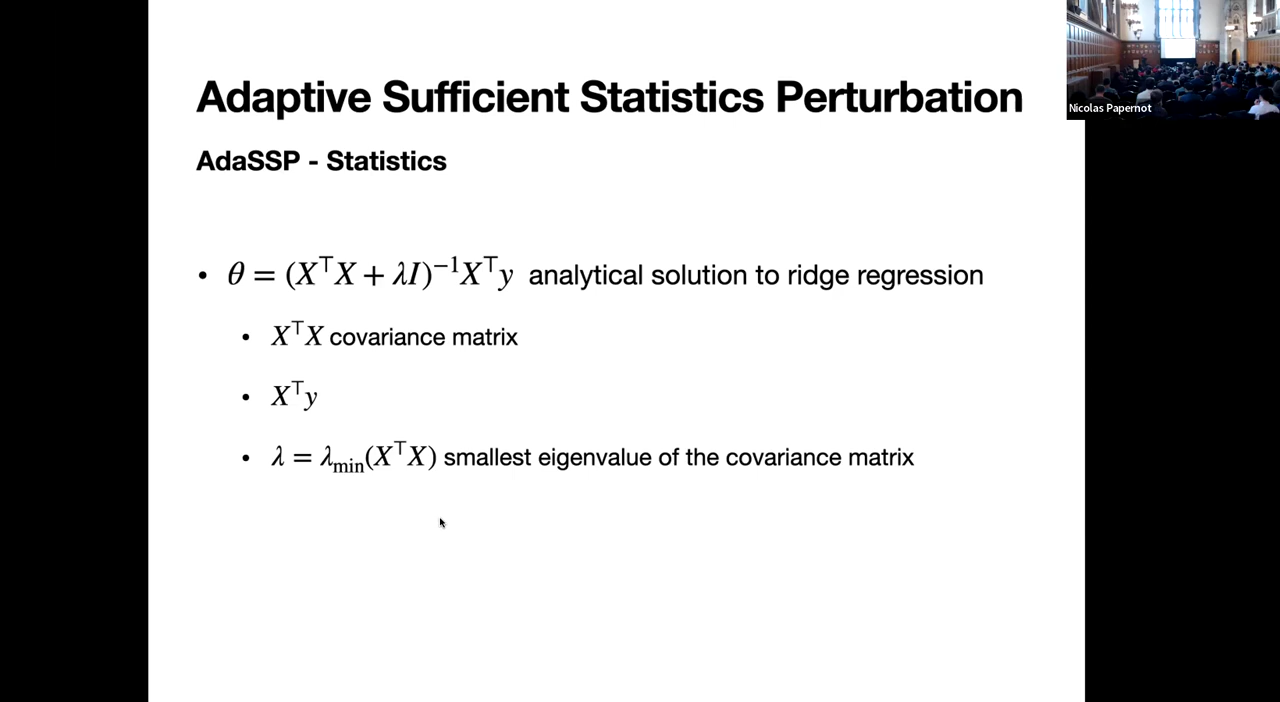 Nicolas Papernot
Adaptive Sufficient Statistics Perturbation
AdaSSP - Statistics
• θ = (X⊤X + λI)⁻¹X⊤y analytical solution to ridge regression
• X⊤X covariance matrix
• X⊤y
• λ = λ_min(X⊤X) smallest eigenvalue of the covariance matrix